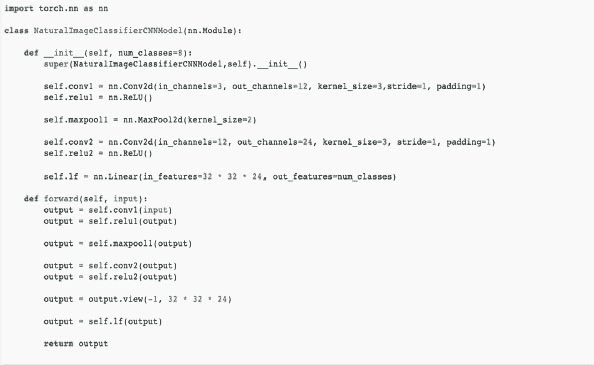 import torch.nn as nn
class NaturalImageClassifierCNNModel(nn.Module):
def __init__(self, num_classes=8):
super(NaturalImageClassifierCNNModel,self).__init__()
self.conv1 = nn.Conv2d(in_channels=3, out_channels=12, kernel_size=3,stride=1, padding=1)
self.relu1 = nn.ReLU()
self.maxpool1 = nn.MaxPool2d(kernel_size=2)
self.conv2 = nn.Conv2d(in_channels=12, out_channels=24, kernel_size=3, stride=1, padding=1)
self.relu2 = nn.ReLU()
self.lf = nn.Linear(in_features=32 * 32 * 24, out_features=num_classes)
def forward(self, input):
output = self.conv1(input)
output = self.relu1(output)
output = self.maxpool1(output)
output = self.conv2(output)
output = self.relu2(output)
output = output.view(-1, 32 * 32 * 24)
output = self.lf(output)
return output